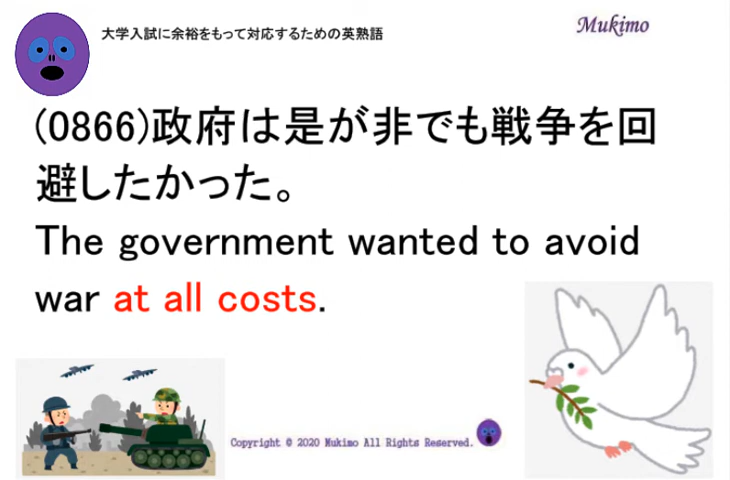 大学入試に余裕をもって対応するための英熟語
Mukimo
(0866)政府は是が非でも戦争を回
避したかった。
The government wanted to avoid
war at all costs.
Copyright © 2020 Mukimo All Rights Reserved.